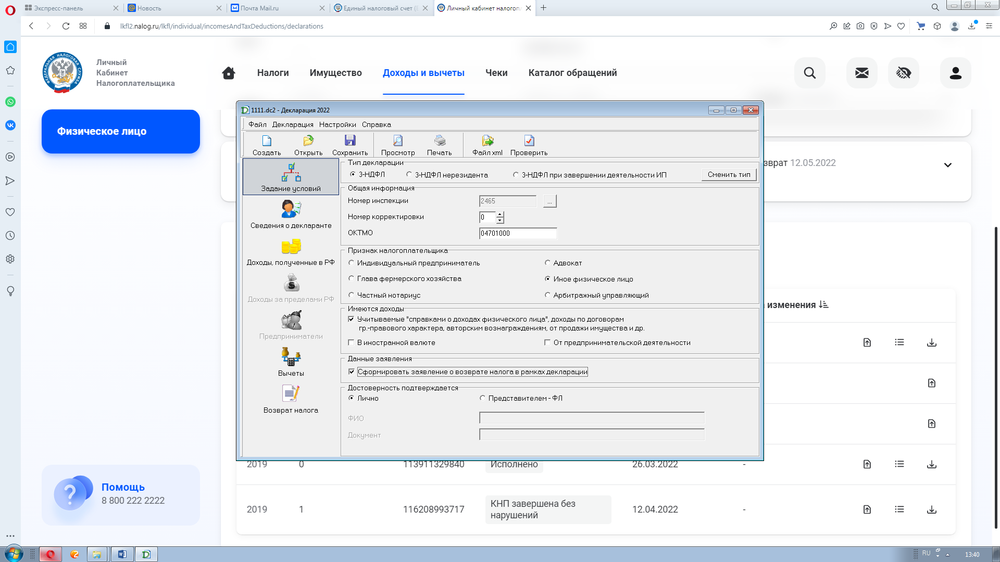 Экспресс-панель
Новость
Почта Mail.ru
Единый налоговый счет (Е
Личный кабинет налогопл
lkfl2.nalog.ru/lkfl/individual/incomesAndTaxDeductions/declarations
ФЕДЕРАЛЬНАЯ НАЛОГОВАЯ СЛУЖБА
Личный
Кабинет
Налогоплательщика
Налоги
Имущество
Доходы и вычеты
Чеки
Каталог обращений
Физическое лицо
зврат 12.05.2022
1111.dc2 - Декларация 2022
Файл Декларация Настройки Справка
Создать
Открыть
Сохранить
Просмотр
Печать
Файл xml
Проверить
Задание условий
Сведения о декларанте
Доходы, полученные в РФ
Доходы за пределами РФ
Предприниматели
Вычеты
Возврат налога
Тип декларации
3-НДФЛ
3-НДФЛ нерезидента
3-НДФЛ при завершении деятельности ИП
Сменить тип
Общая информация
Номер инспекции
2465
...
Номер корректировки
0
ОКТМО
04701000
Признак налогоплательщика
Индивидуальный предприниматель
Адвокат
Глава фермерского хозяйства
Иное физическое лицо
Частный нотариус
Арбитражный управляющий
Имеются доходы
Учитываемые "справками о доходах физического лица", доходы по договорам
гр.-правового характера, авторским вознаграждениям, от продажи имущества и др.
В иностранной валюте
От предпринимательской деятельности
Данные заявления
Сформировать заявление о возврате налога в рамках декларации
Достоверность подтверждается
Лично
Представителем - ФЛ
ФИО
Документ
изменения
2019
0
113911329840
Исполнено
26.03.2022
-
2019
1
116208993717
КНП завершена без
нарушений
12.04.2022
-
Помощь
8 800 222 2222
RU
13:40